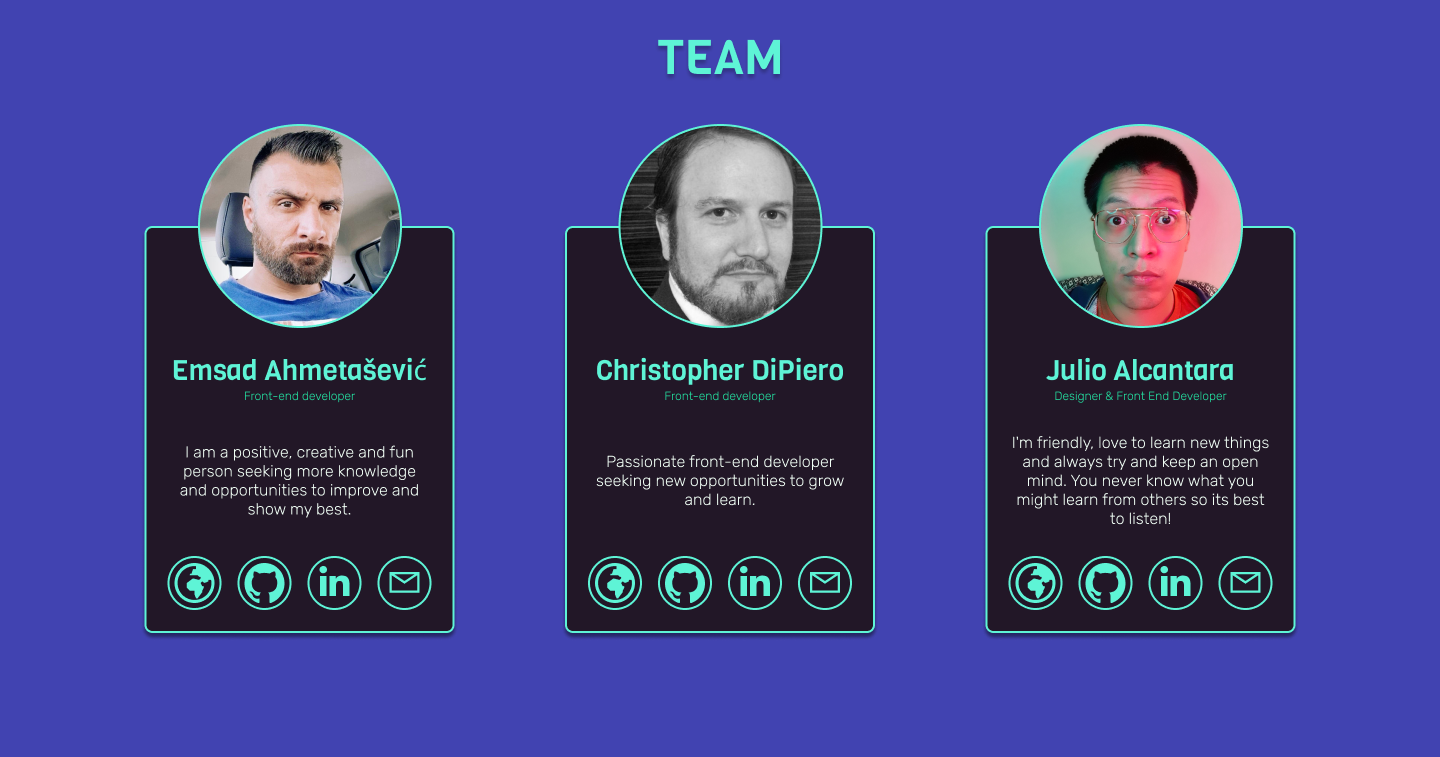 TEAM
Emsad Ahmetašević
Front-end developer
I am a positive, creative and fun
person seeking more knowledge
and opportunities to improve and
show my best.
in
Christopher DiPiero
Front-end developer
Passionate front-end developer
seeking new opportunities to grow
and learn.
in
Julio Alcantara
Designer & Front End Developer
I'm friendly, love to learn new things
and always try and keep an open
mind. You never know what you
might learn from others so its best
to listen!
in